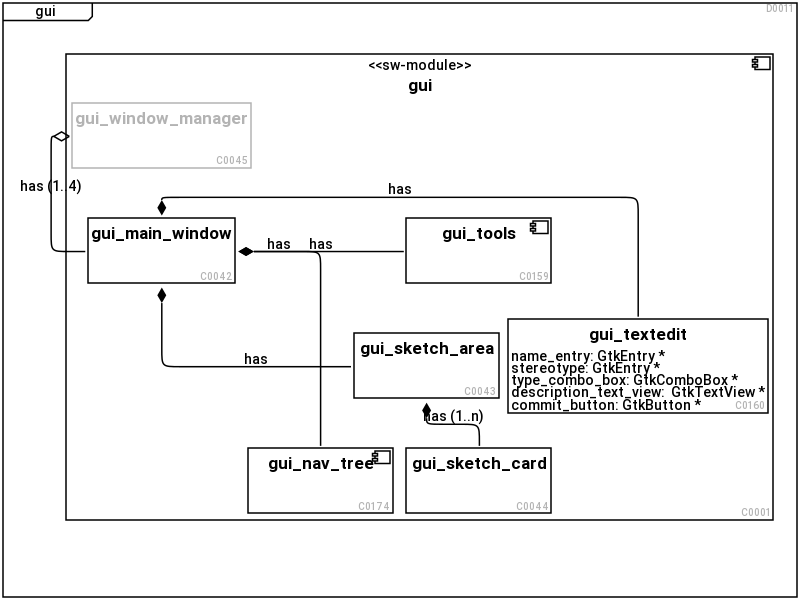 gui
D0011
<<sw-module>>
gui
gui_window_manager
C0045
has (1..4)
has
gui_main_window
C0042
has
has
gui_tools
C0159
has
gui_sketch_area
C0043
gui_textedit
name_entry: GtkEntry *
stereotype: GtkEntry *
type_combo_box: GtkComboBox *
description_text_view: GtkTextView *
commit_button: GtkButton *
C0160
has (1..n)
gui_nav_tree
C0174
gui_sketch_card
C0044
C0001